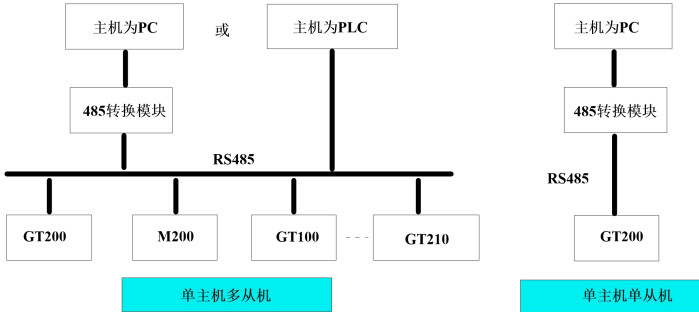 主机为PC
或
主机为PLC
485转换模块
RS485
GT200
M200
GT100
GT210
单主机多从机
主机为PC
485转换模块
RS485
GT200
单主机单从机